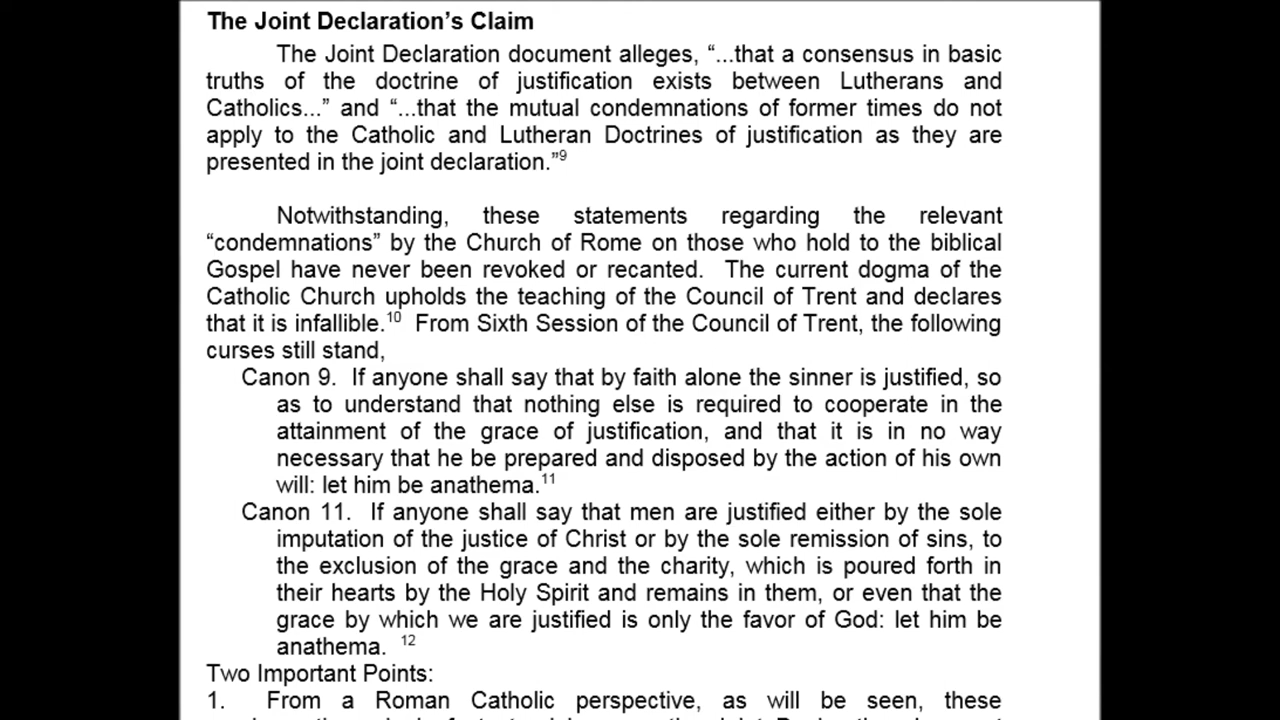 The Joint Declaration's Claim
The Joint Declaration document alleges, “...that a consensus in basic
truths of the doctrine of justification exists between Lutherans and
Catholics...” and “...that the mutual condemnations of former times do not
apply to the Catholic and Lutheran Doctrines of justification as they are
presented in the joint declaration.”9
Notwithstanding, these statements regarding the relevant
“condemnations” by the Church of Rome on those who hold to the biblical
Gospel have never been revoked or recanted. The current dogma of the
Catholic Church upholds the teaching of the Council of Trent and declares
that it is infallible.10 From Sixth Session of the Council of Trent, the following
curses still stand,
Canon 9. If anyone shall say that by faith alone the sinner is justified, so
as to understand that nothing else is required to cooperate in the
attainment of the grace of justification, and that it is in no way
necessary that he be prepared and disposed by the action of his own
will: let him be anathema.11
Canon 11. If anyone shall say that men are justified either by the sole
imputation of the justice of Christ or by the sole remission of sins, to
the exclusion of the grace and the charity, which is poured forth in
their hearts by the Holy Spirit and remains in them, or even that the
grace by which we are justified is only the favor of God: let him be
anathema. 12
Two Important Points:
1. From a Roman Catholic perspective, as will be seen, these